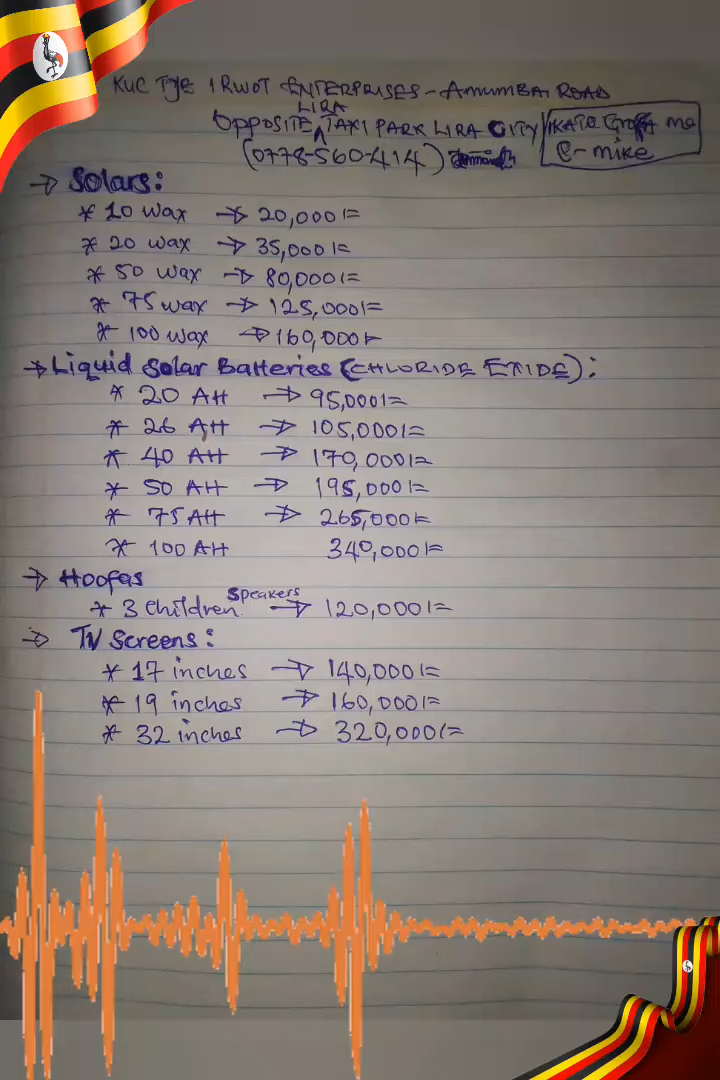 KUC TYE IRWOT ENTERPRISES - AMUMBAI ROAD
OPPOSITE LIRA TAXI PARK LIRA CITY
(0778-560-414)
me
C-mike
→ Solars:
* 10 wax → 20,000/=
* 20 wax → 35,000/=
* 50 wax → 80,000/=
* 75 wax → 125,000/=
* 100 wax → 160,000/=
→ Liquid Solar Batteries (CHLORIDE EXIDE):
* 20 AH → 95,000/=
* 26 AH → 105,000/=
* 40 AH → 170,000/=
* 50 AH → 195,000/=
* 75 AH → 265,000/=
* 100 AH 340,000/=
→ Hoofas
* 3 Children Speakers → 120,000/=
→ TV Screens:
* 17 inches → 140,000/=
* 19 inches → 160,000/=
* 32 inches → 320,000/=